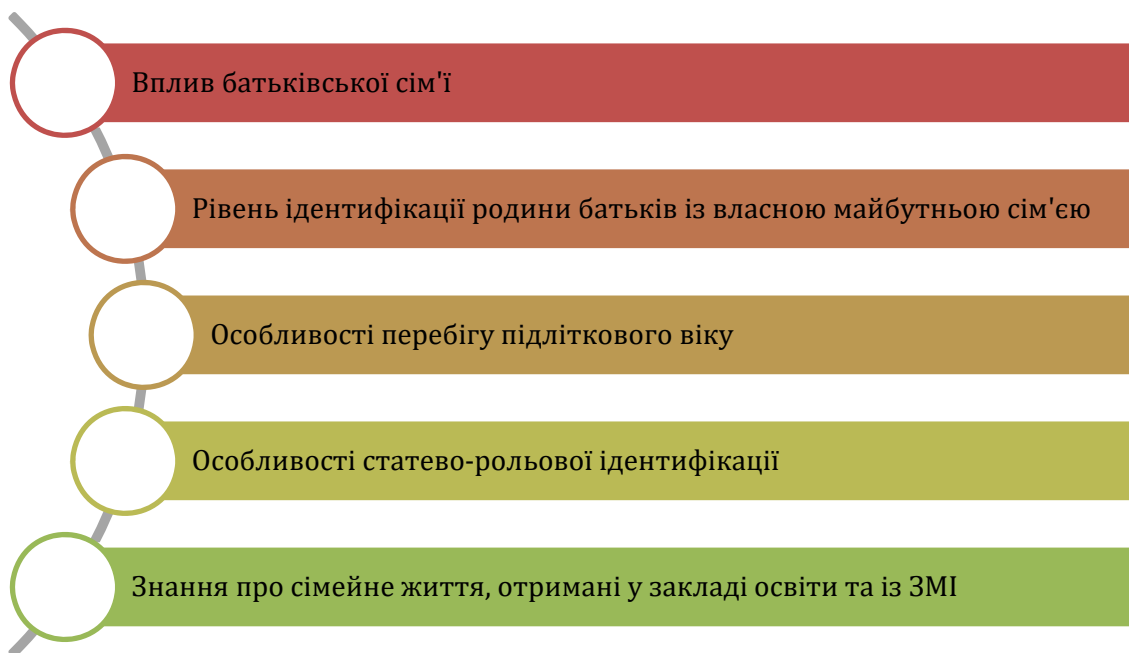 Вплив батьківської сім'ї
Рівень ідентифікації родини батьків із власною майбутньою сім'єю
Особливості перебігу підліткового віку
Особливості статево-рольової ідентифікації
Знання про сімейне життя, отримані у закладі освіти та із ЗМІ